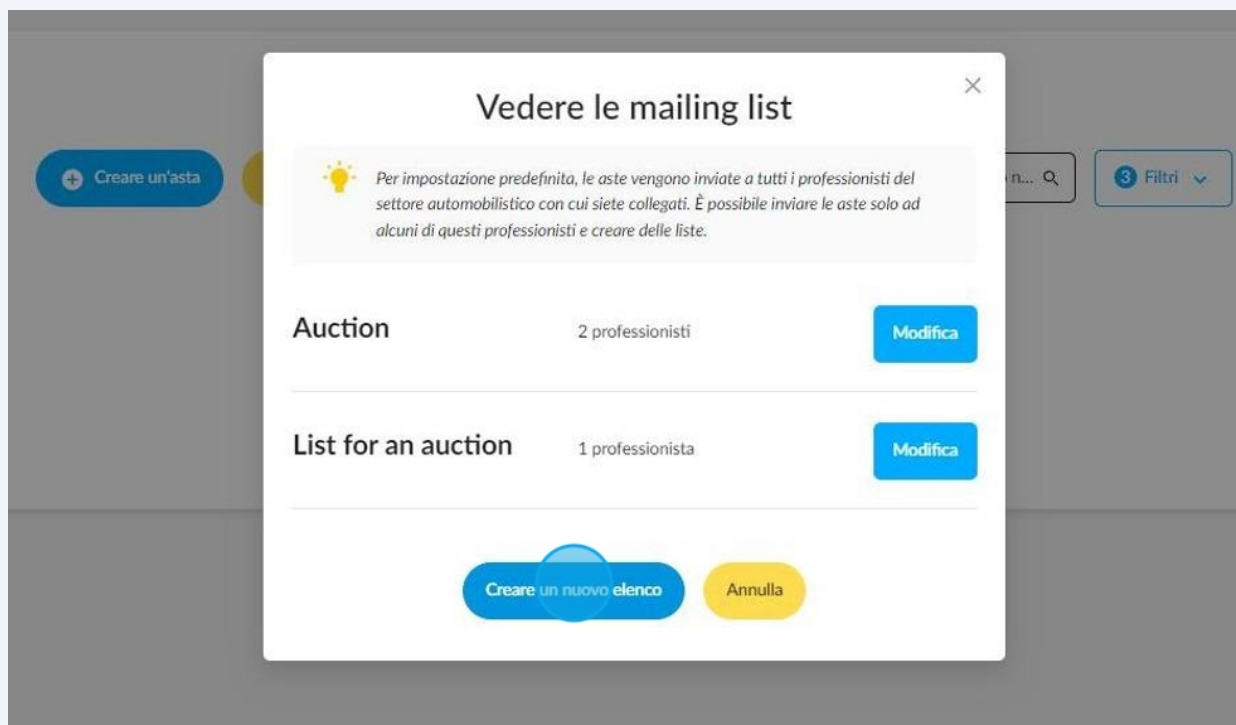 Vedere le mailing list
Creare un'asta
Per impostazione predefinita, le aste vengono inviate a tutti i professionisti del
settore automobilistico con cui siete collegati. È possibile inviare le aste solo ad
alcuni di questi professionisti e creare delle liste.
n...
3 Filtri
Auction 2 professionisti Modifica
List for an auction 1 professionista Modifica
Creare un nuovo elenco Annulla